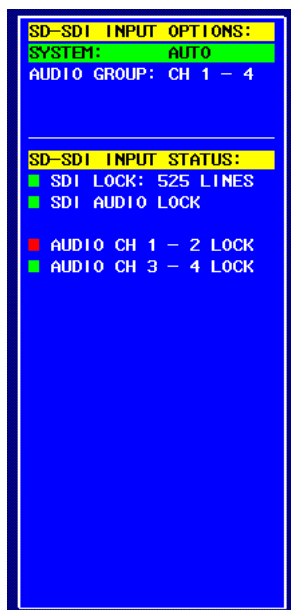 SD-SDI INPUT OPTIONS:
SYSTEM: AUTO
AUDIO GROUP: CH 1 - 4
SD-SDI INPUT STATUS:
SDI LOCK: 525 LINES
SDI AUDIO LOCK
AUDIO CH 1 - 2 LOCK
AUDIO CH 3 - 4 LOCK